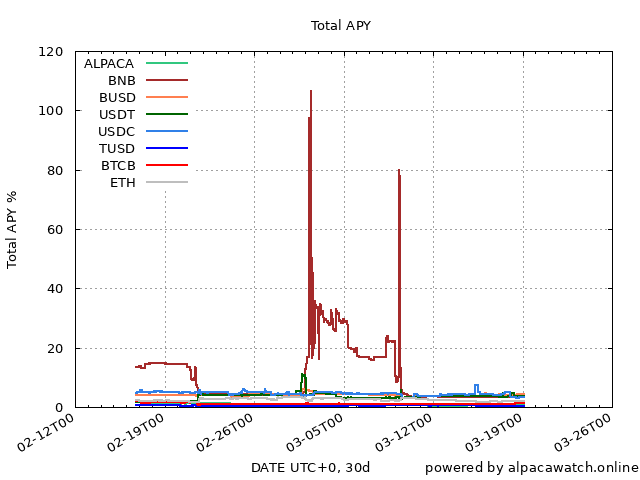 Total APY
120
100
80
60
40
20
0
Total APY %
ALPACA
BNB
BUSD
USDT
USDC
TUSD
BTCB
ETH
02-12T00
02-19T00
02-26T00
03-05T00
03-12T00
03-19T00
03-26T00
DATE UTC+0, 30d
powered by alpacawatch.online